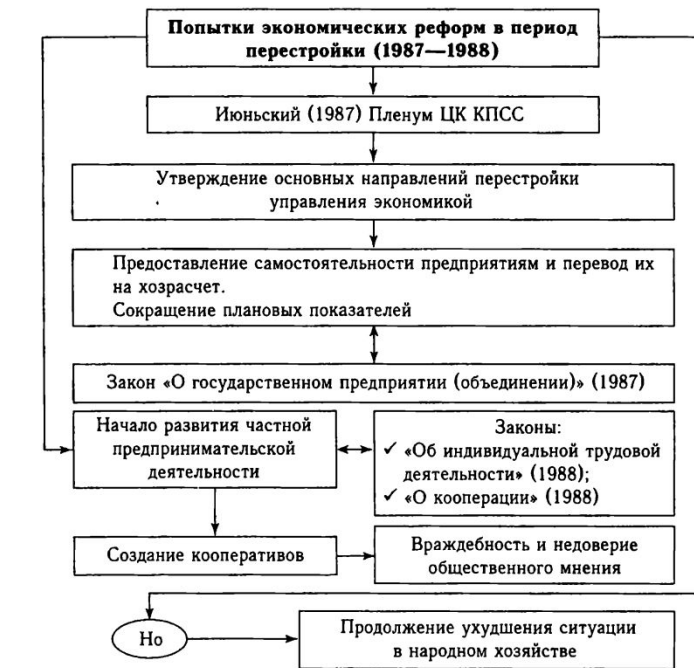 Попытки экономических реформ в период
перестройки (1987—1988)
Июньский (1987) Пленум ЦК КПСС
Утверждение основных направлений перестройки
управления экономикой
Предоставление самостоятельности предприятиям и перевод их
на хозрасчет.
Сокращение плановых показателей
Закон «О государственном предприятии (объединении)» (1987)
Начало развития частной
предпринимательской
деятельности
Законы:
✓ «Об индивидуальной трудовой
деятельности» (1988);
✓ «О кооперации» (1988)
Создание кооперативов
Враждебность и недоверие
общественного мнения
Но
Продолжение ухудшения ситуации
в народном хозяйстве